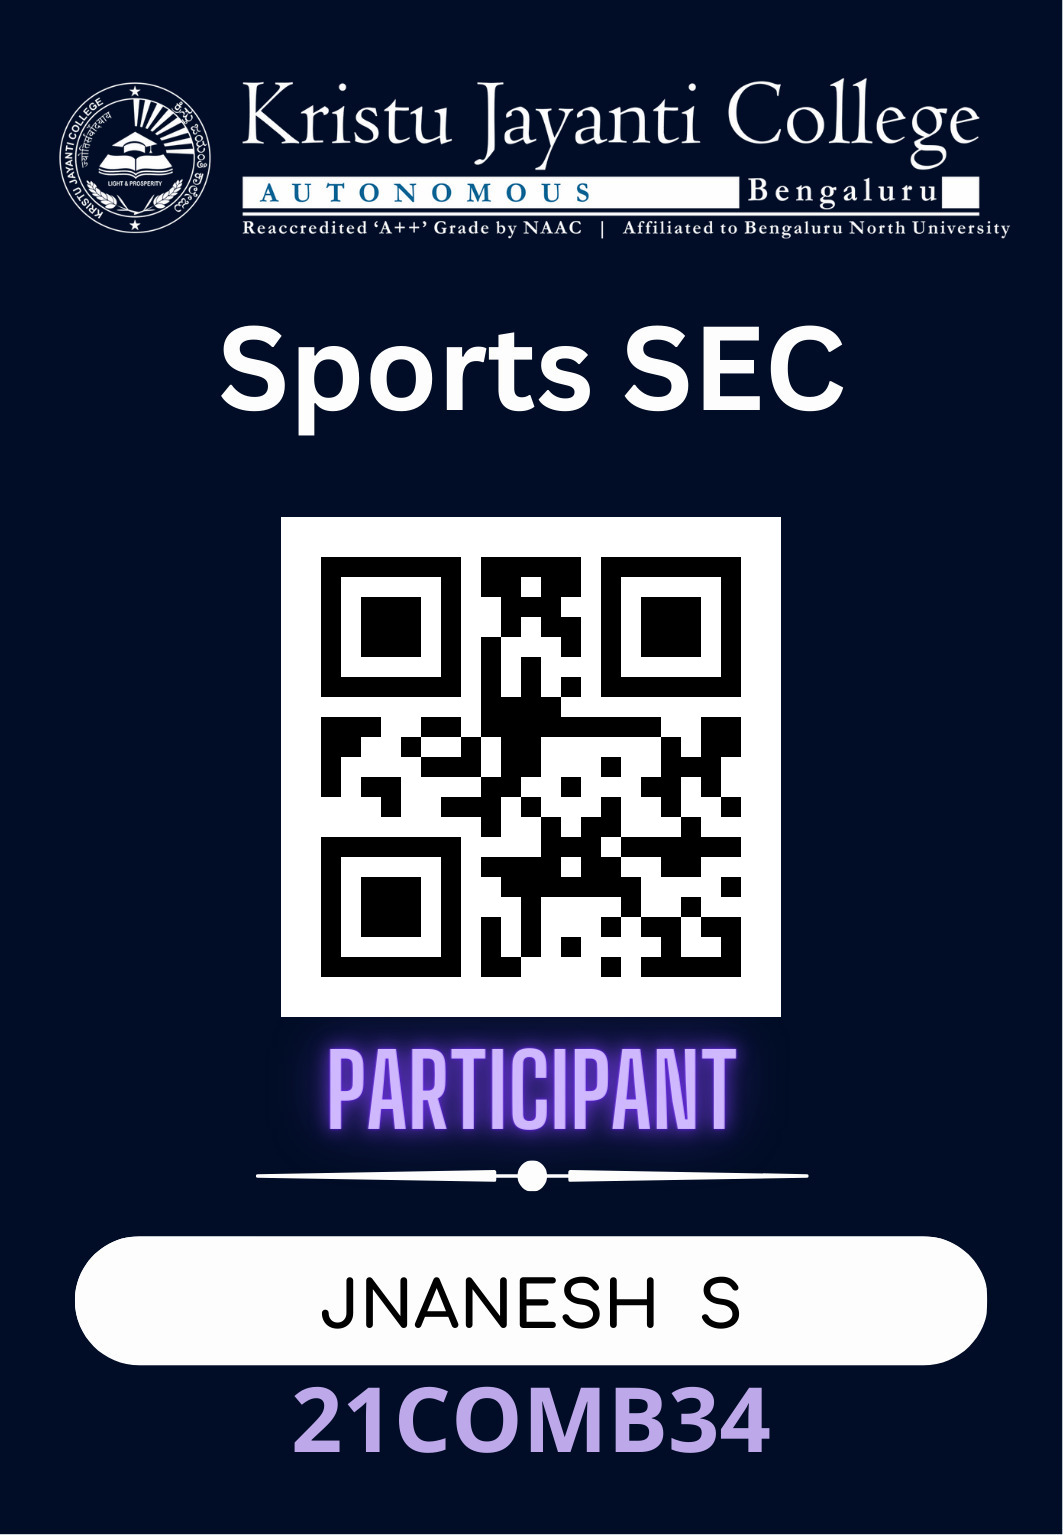 KRISTU JAYANTI COLLEGE
ಕ್ರಿಸ್ತು ಜಯಂತಿ ಕಾಲೇಜು
LIGHT & PROSPERITY
Kristu Jayanti College
AUTONOMOUS Bengaluru
Reaccredited ‘A++’ Grade by NAAC | Affiliated to Bengaluru North University
Sports SEC
PARTICIPANT
JNANESH S
21COMB34